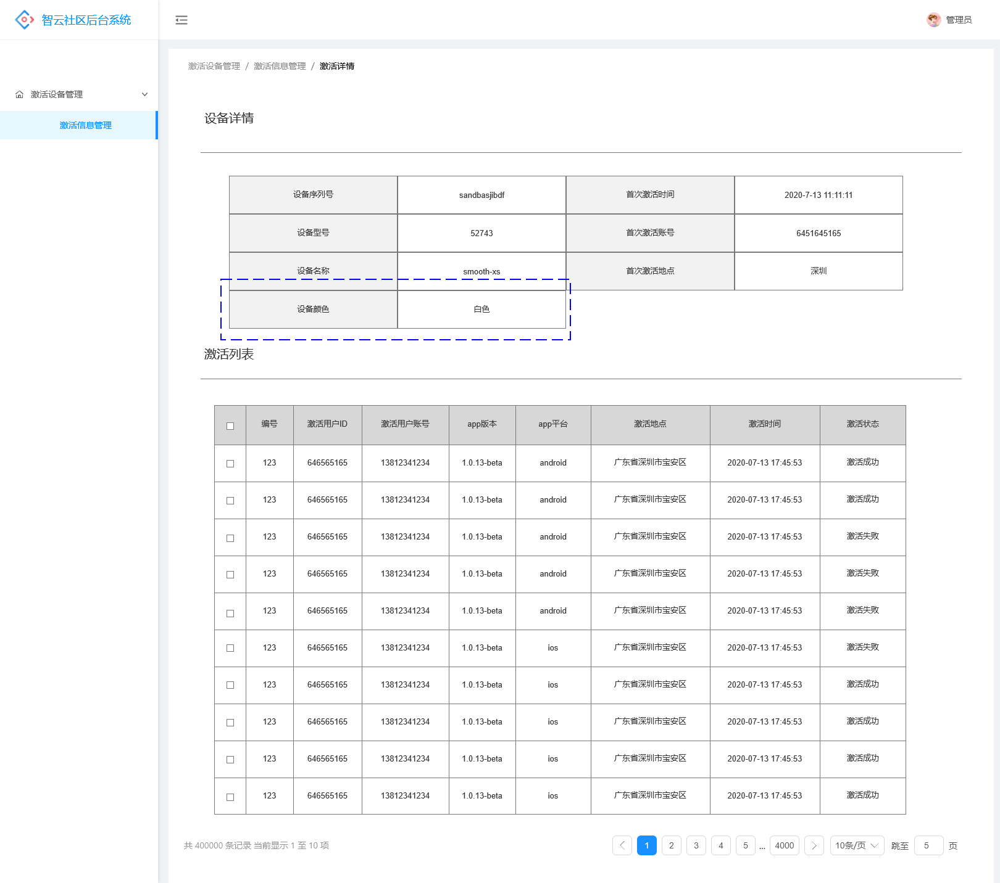 智云社区后台系统
管理员
激活设备管理 / 激活信息管理 / 激活详情
激活设备管理
激活信息管理
设备详情
设备序列号 sandbasjibdf 首次激活时间 2020-7-13 11:11:11
设备型号 52743 首次激活账号 6451645165
设备名称 smooth-xs 首次激活地点 深圳
设备颜色 白色
激活列表
编号 激活用户ID 激活用户账号 app版本 app平台 激活地点 激活时间 激活状态
123 646565165 13812341234 1.0.13-beta android 广东省深圳市宝安区 2020-07-13 17:45:53 激活成功
123 646565165 13812341234 1.0.13-beta android 广东省深圳市宝安区 2020-07-13 17:45:53 激活成功
123 646565165 13812341234 1.0.13-beta android 广东省深圳市宝安区 2020-07-13 17:45:53 激活失败
123 646565165 13812341234 1.0.13-beta android 广东省深圳市宝安区 2020-07-13 17:45:53 激活失败
123 646565165 13812341234 1.0.13-beta android 广东省深圳市宝安区 2020-07-13 17:45:53 激活失败
123 646565165 13812341234 1.0.13-beta ios 广东省深圳市宝安区 2020-07-13 17:45:53 激活失败
123 646565165 13812341234 1.0.13-beta ios 广东省深圳市宝安区 2020-07-13 17:45:53 激活成功
123 646565165 13812341234 1.0.13-beta ios 广东省深圳市宝安区 2020-07-13 17:45:53 激活成功
123 646565165 13812341234 1.0.13-beta ios 广东省深圳市宝安区 2020-07-13 17:45:53 激活成功
123 646565165 13812341234 1.0.13-beta ios 广东省深圳市宝安区 2020-07-13 17:45:53 激活成功
共 400000 条记录 当前显示 1 至 10 项 1 2 3 4 5 ... 4000 10条/页 跳至 5 页